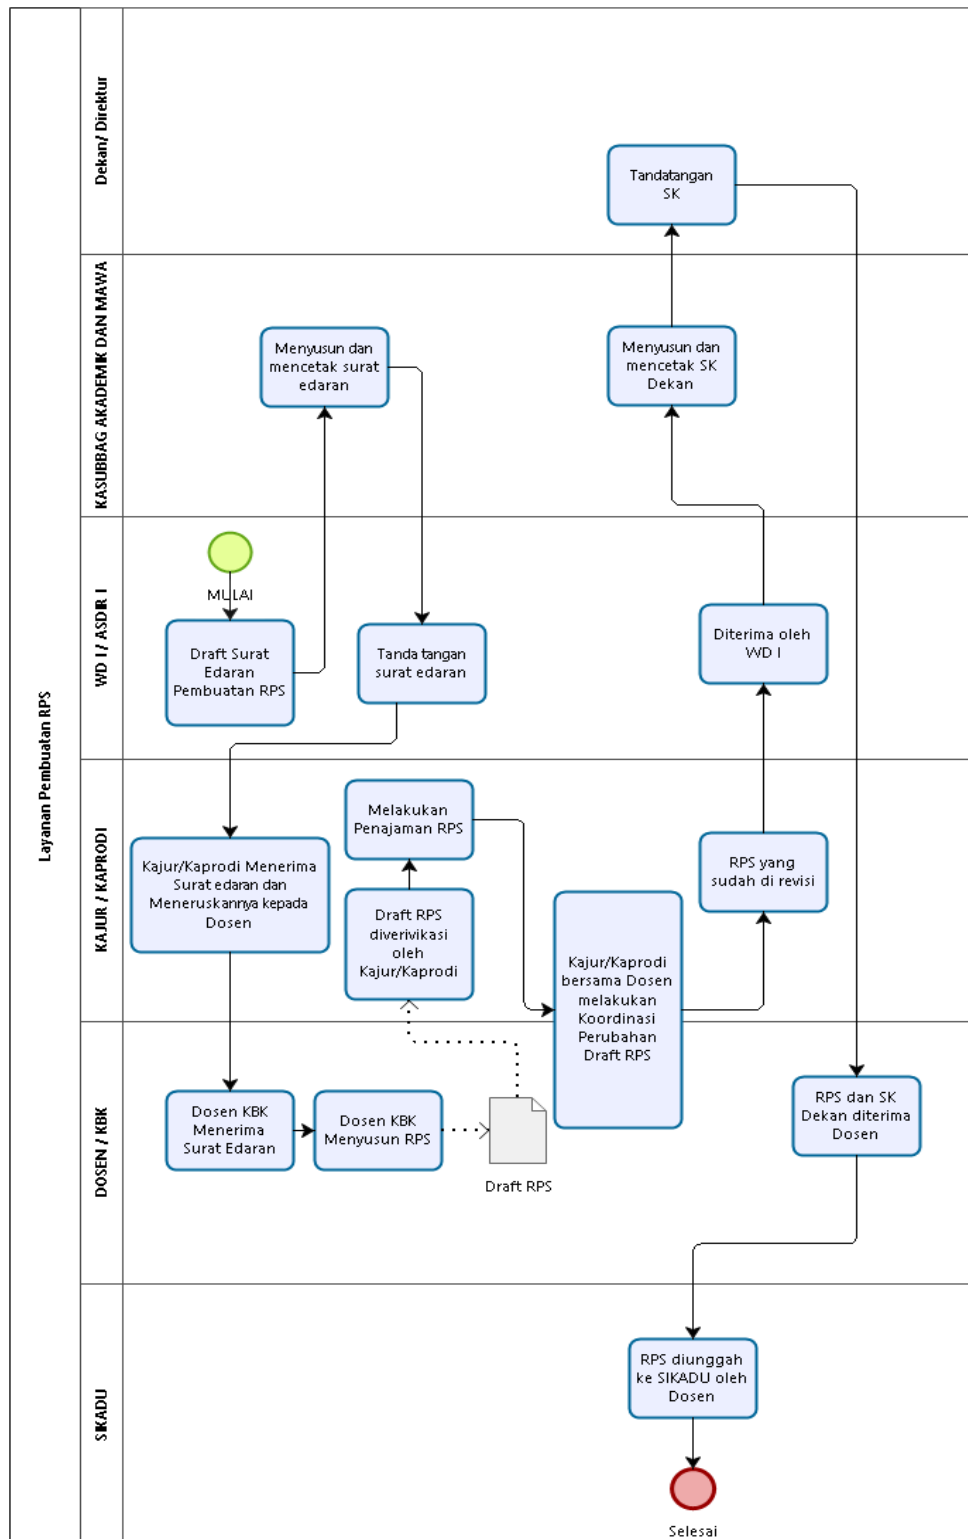 Layanan Pembuatan RPS
Dekan/ Direktur
Tandatangan
SK
KASUBBAG AKADEMIK DAN MAWA
Menyusun dan
mencetak surat
edaran
Menyusun dan
mencetak SK
Dekan
WD I/ ASDIR I
MULAI
Draft Surat
Edaran
Pembuatan RPS
Tanda tangan
surat edaran
Diterima oleh
WD I
KAJUR / KAPRODI
Kajur/Kaprodi Menerima
Surat edaran dan
Meneruskannya kepada
Dosen
Melakukan
Penajaman RPS
Draft RPS
diverivikasi
oleh
Kajur/Kaprodi
Kajur/Kaprodi
bersama Dosen
melakukan
Koordinasi
Perubahan
Draft RPS
RPS yang
sudah di revisi
DOSEN / KBK
Dosen KBK
Menerima
Surat Edaran
Dosen KBK
Menyusun RPS
Draft RPS
RPS dan SK
Dekan diterima
Dosen
SIKADU
RPS diunggah
ke SIKADU oleh
Dosen
Selesai